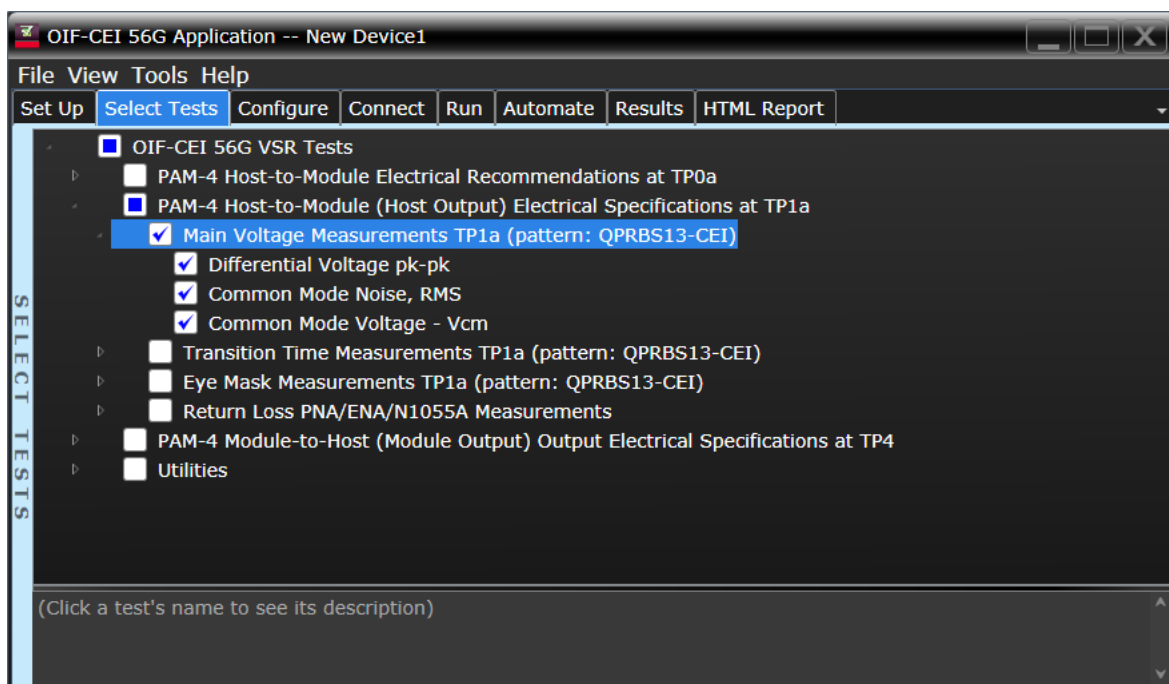 OIF-CEI 56G Application -- New Device1
File View Tools Help
Set Up Select Tests Configure Connect Run Automate Results HTML Report
OIF-CEI 56G VSR Tests
PAM-4 Host-to-Module Electrical Recommendations at TP0a
PAM-4 Host-to-Module (Host Output) Electrical Specifications at TP1a
Main Voltage Measurements TP1a (pattern: QPRBS13-CEI)
Differential Voltage pk-pk
Common Mode Noise, RMS
Common Mode Voltage - Vcm
Transition Time Measurements TP1a (pattern: QPRBS13-CEI)
Eye Mask Measurements TP1a (pattern: QPRBS13-CEI)
Return Loss PNA/ENA/N1055A Measurements
PAM-4 Module-to-Host (Module Output) Output Electrical Specifications at TP4
Utilities
SELECT TESTS
(Click a test's name to see its description)